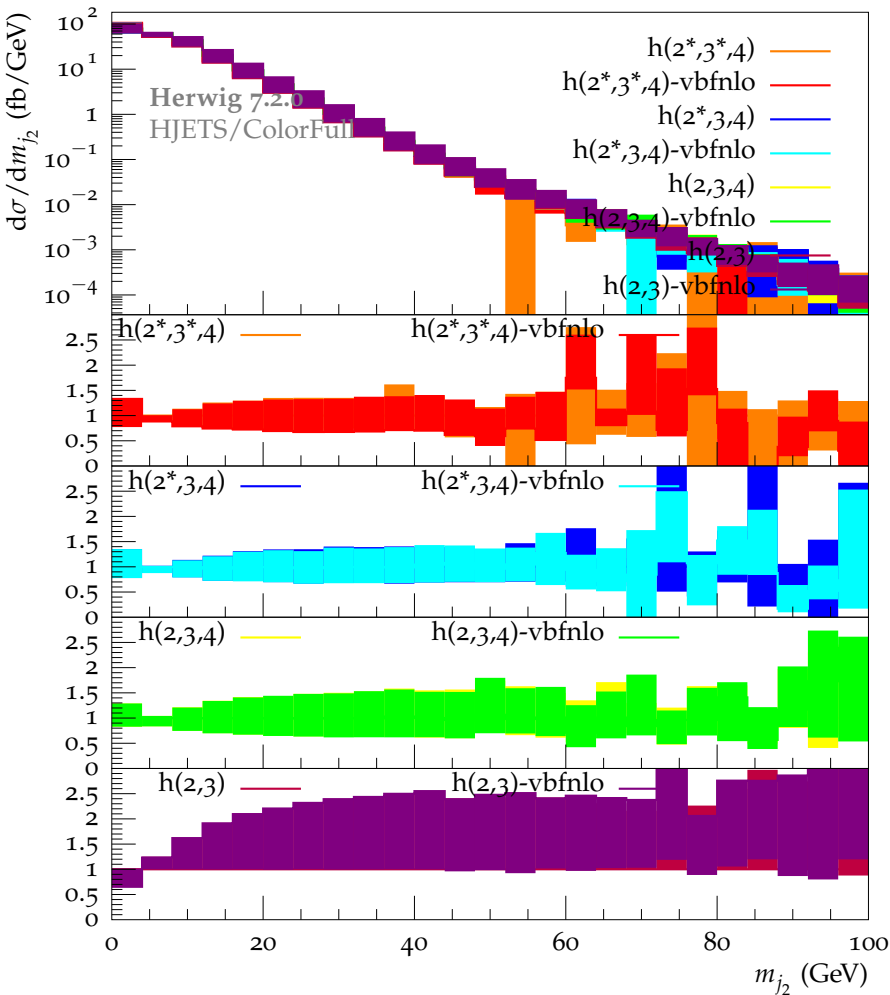 dσ/dm_{j_2} (fb/GeV)
10^2
10^1
1
10^{−1}
10^{−2}
10^{−3}
10^{−4}
Herwig 7.2.0
HJETS/ColorFull
h(2*,3*,4)
h(2*,3*,4)-vbfnlo
h(2*,3,4)
h(2*,3,4)-vbfnlo
h(2,3,4)
h(2,3,4)-vbfnlo
h(2,3)
h(2,3)-vbfnlo
h(2*,3*,4) h(2*,3*,4)-vbfnlo
2.5
2
1.5
1
0.5
0
h(2*,3,4) h(2*,3,4)-vbfnlo
2.5
2
1.5
1
0.5
0
h(2,3,4) h(2,3,4)-vbfnlo
2.5
2
1.5
1
0.5
0
h(2,3) h(2,3)-vbfnlo
2.5
2
1.5
1
0.5
0
0 20 40 60 80 100
m_{j_2} (GeV)